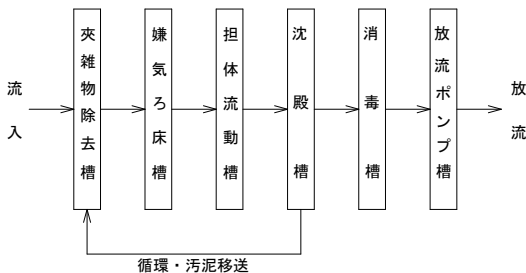 流入
夾雑物除去槽
嫌気ろ床槽
担体流動槽
沈殿槽
消毒槽
放流ポンプ槽
放流
循環・汚泥移送